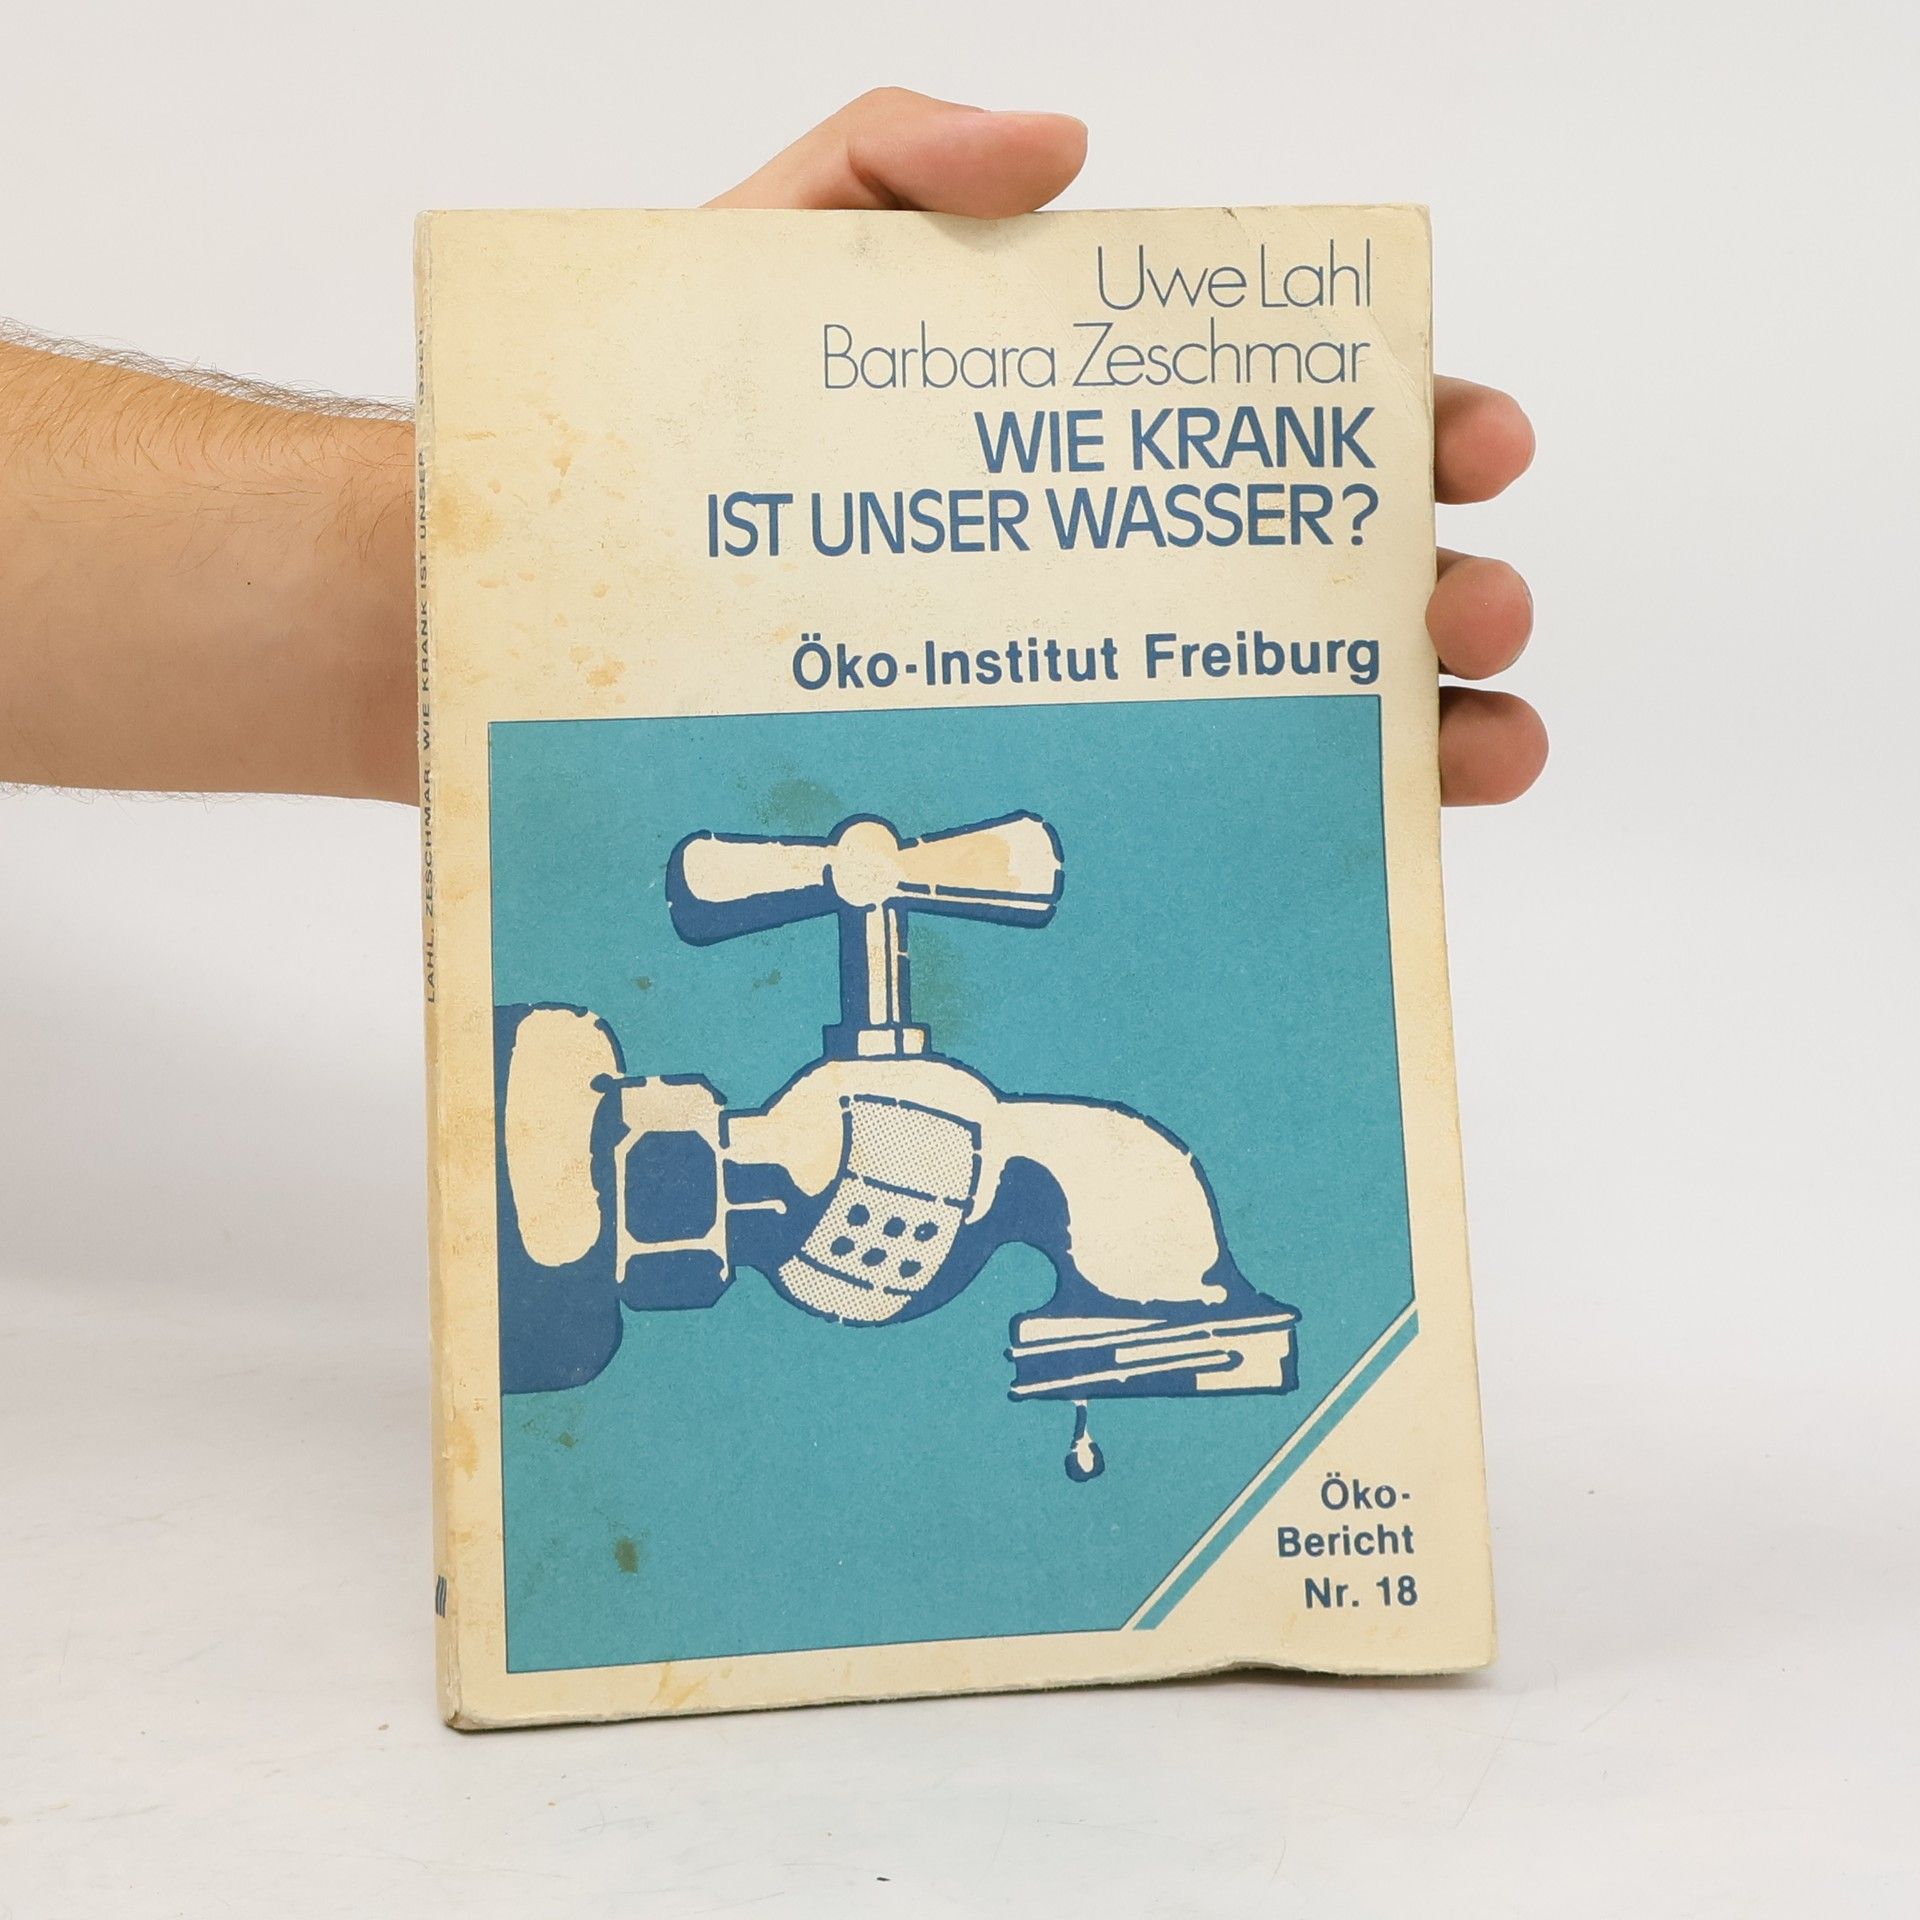 Uwe Lahl
Barbara Zeschmar
WIE KRANK
IST UNSER WASSER?
Öko-Institut Freiburg
Öko-
Bericht
Nr. 18
LAHL, ZESCHMAR: WIE KRANK IST UNSER